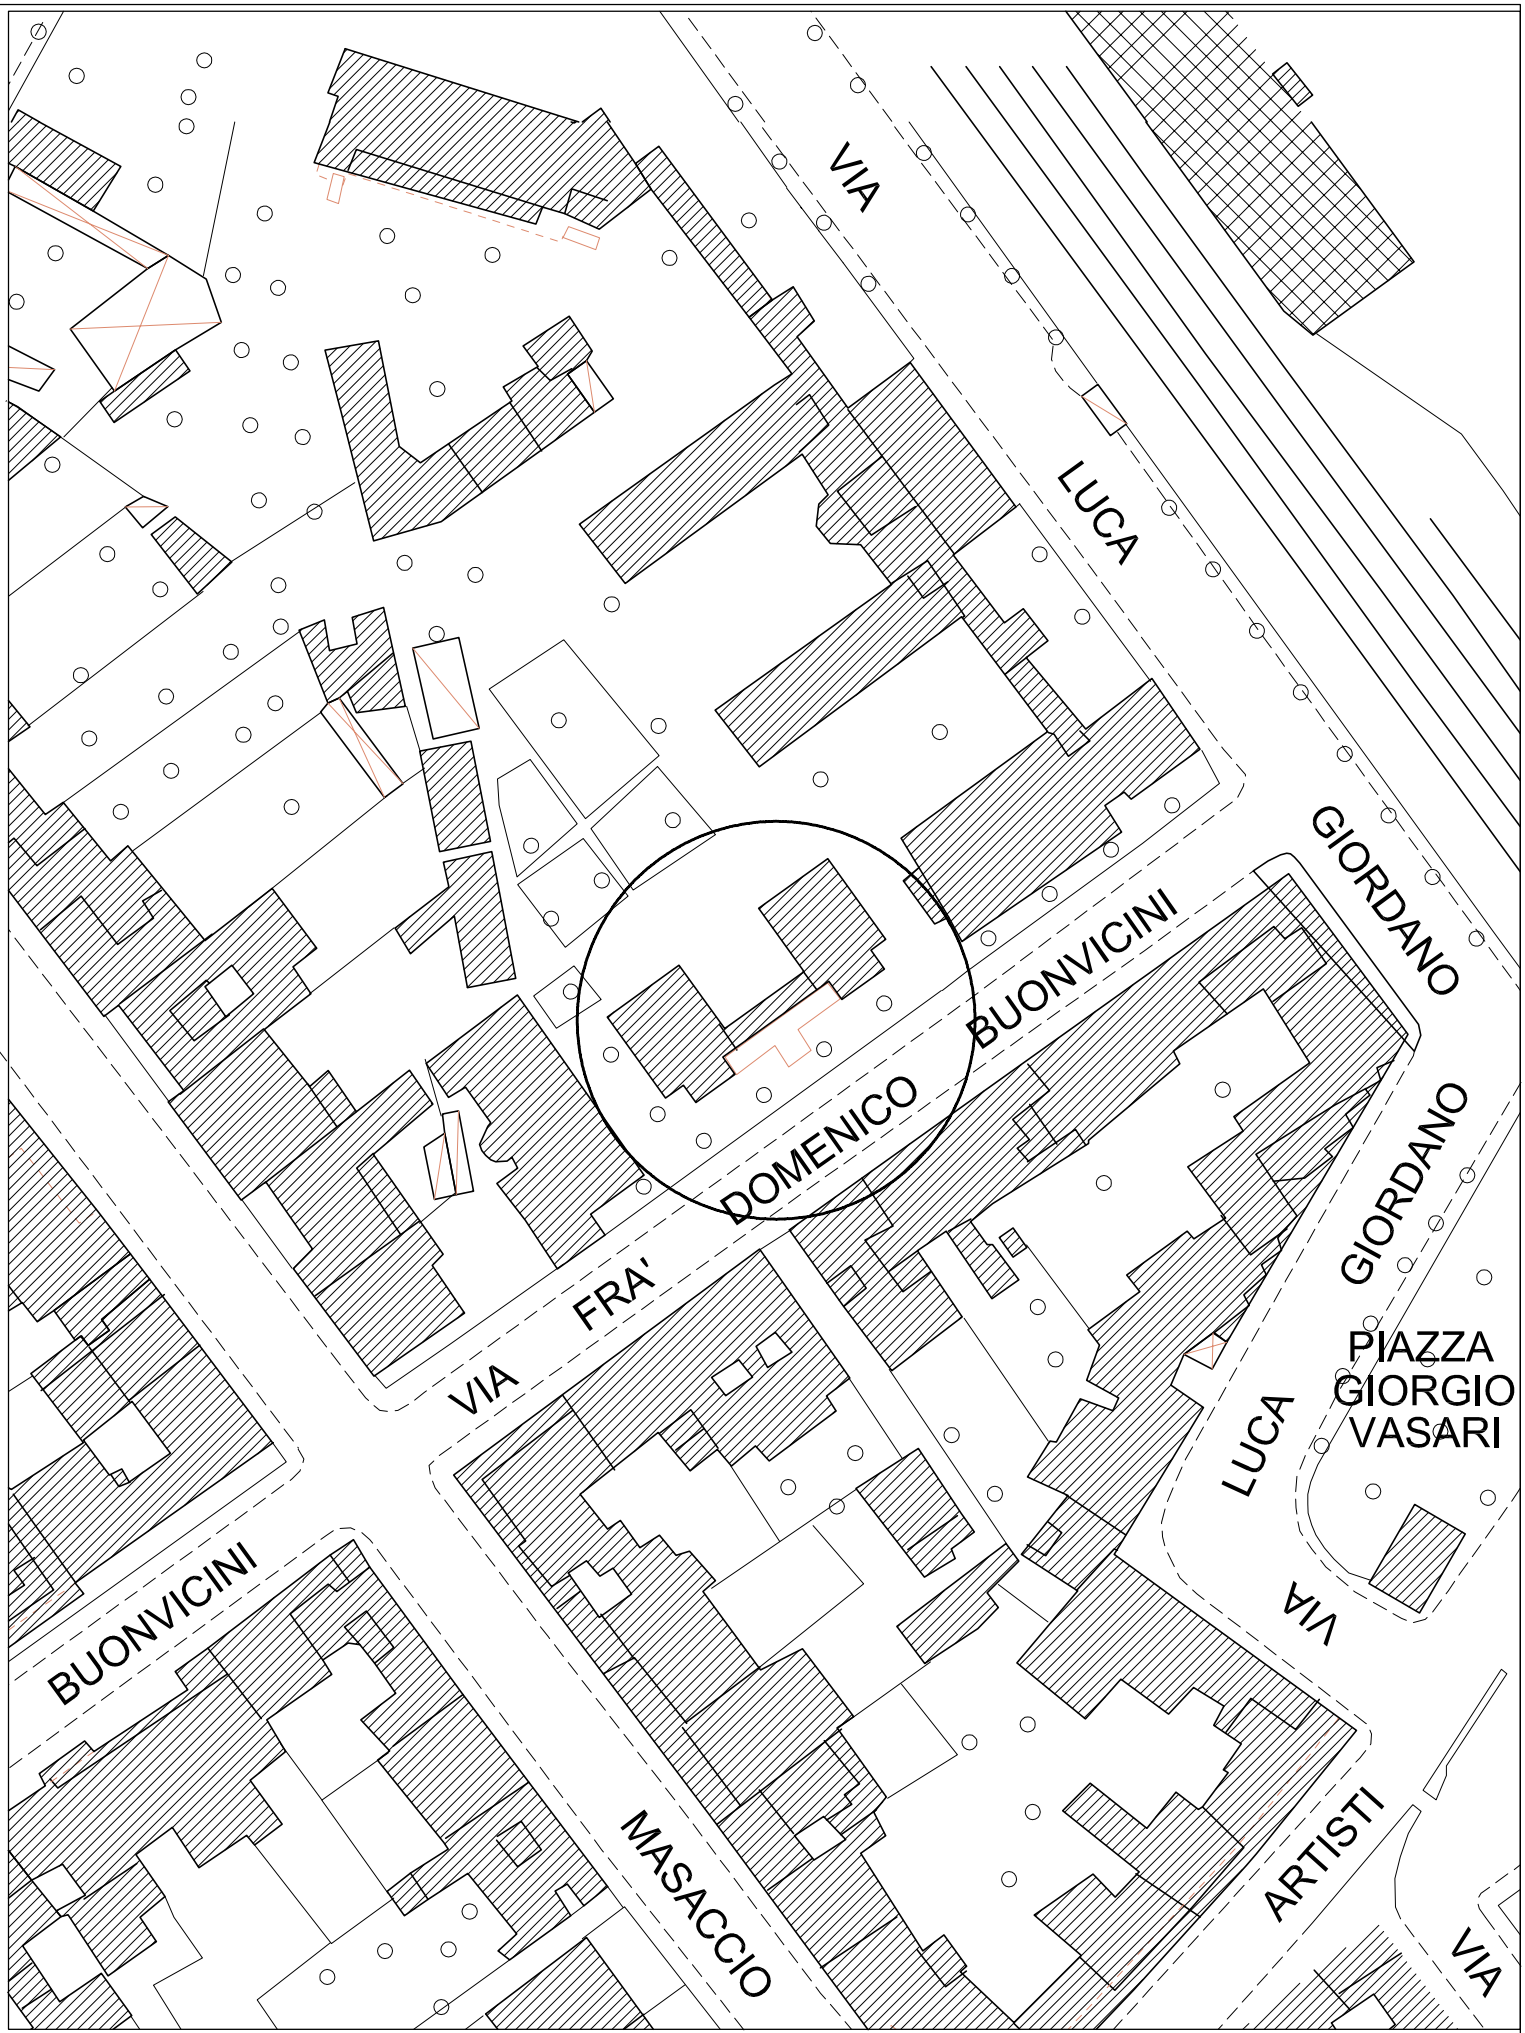 VIA
LUCA
GIORDANO
BUONVICINI
DOMENICO
FRA'
VIA
GIORDANO
LUCA
VIA
PIAZZA
GIORGIO
VASARI
BUONVICINI
MASACCIO
ARTISTI
VIA